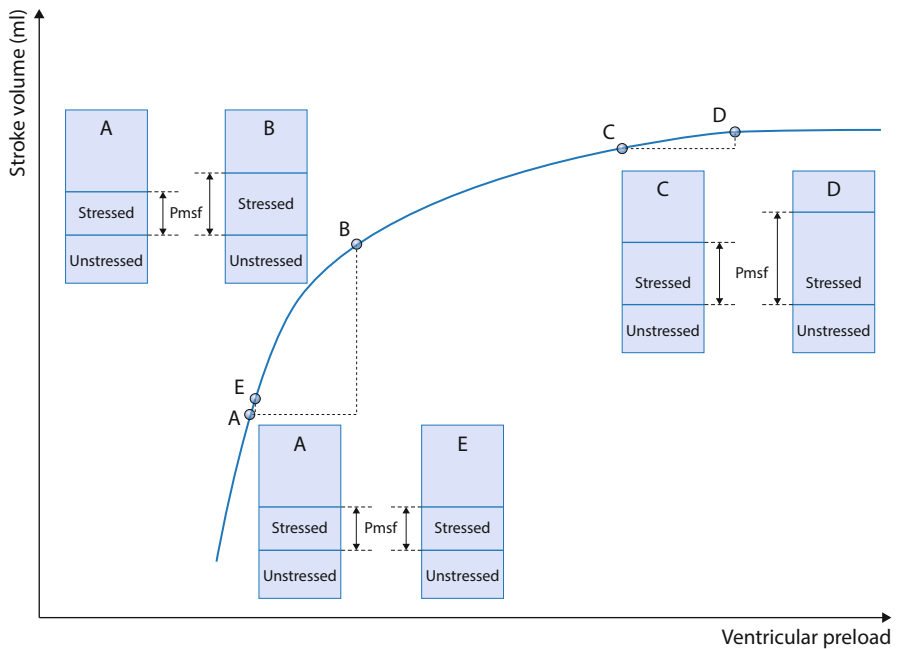 Stroke volume (ml)
A
Stressed
Unstressed
Pmsf
B
Stressed
Unstressed
B
C
D
C
Stressed
Unstressed
Pmsf
D
Stressed
Unstressed
E
A
A
Stressed
Unstressed
Pmsf
E
Stressed
Unstressed
Ventricular preload